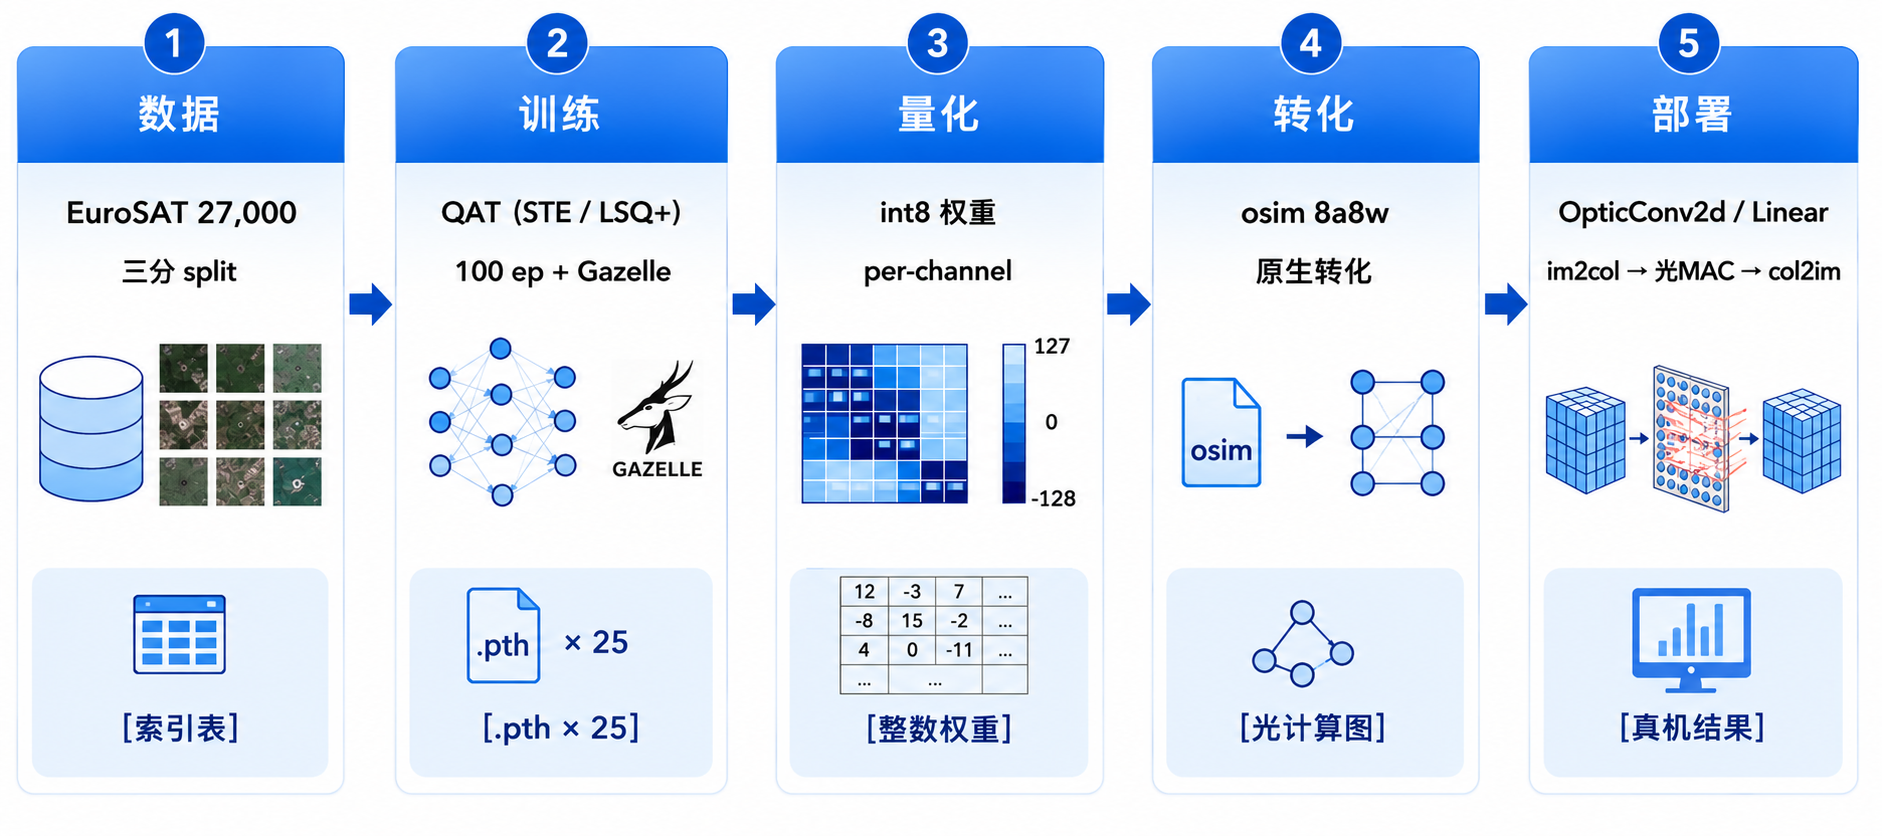 1
数据
EuroSAT 27,000
三分 split
[索引表]
2
训练
QAT (STE / LSQ+)
100 ep + Gazelle
GAZELLE
.pth × 25
[.pth × 25]
3
量化
int8 权重
per-channel
127
0
-128
12 -3 7 ...
-8 15 -2 ...
4 0 -11 ...
... ...
[整数权重]
4
转化
osim 8a8w
原生转化
osim
[光计算图]
5
部署
OpticConv2d / Linear
im2col → 光MAC → col2im
[真机结果]